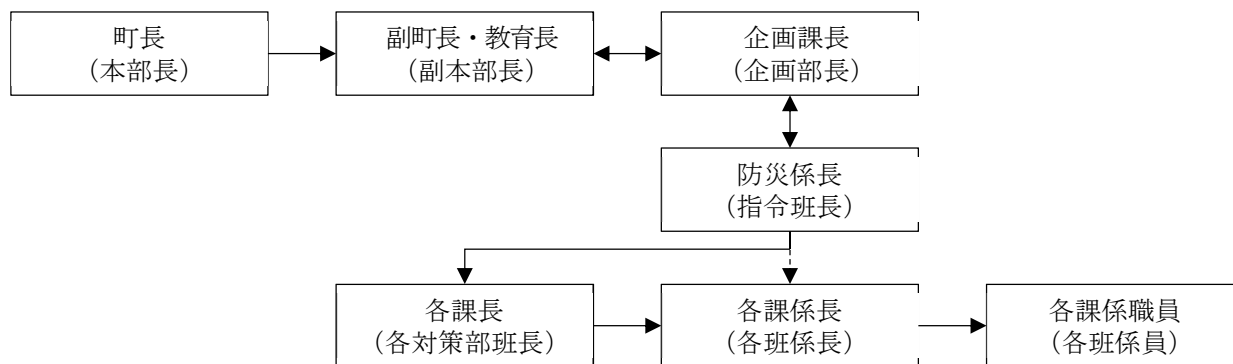 町長
（本部長）
副町長・教育長
（副本部長）
企画課長
（企画部長）
防災係長
（指令班長）
各課長
（各対策部班長）
各課係長
（各班係長）
各課係職員
（各班係員）